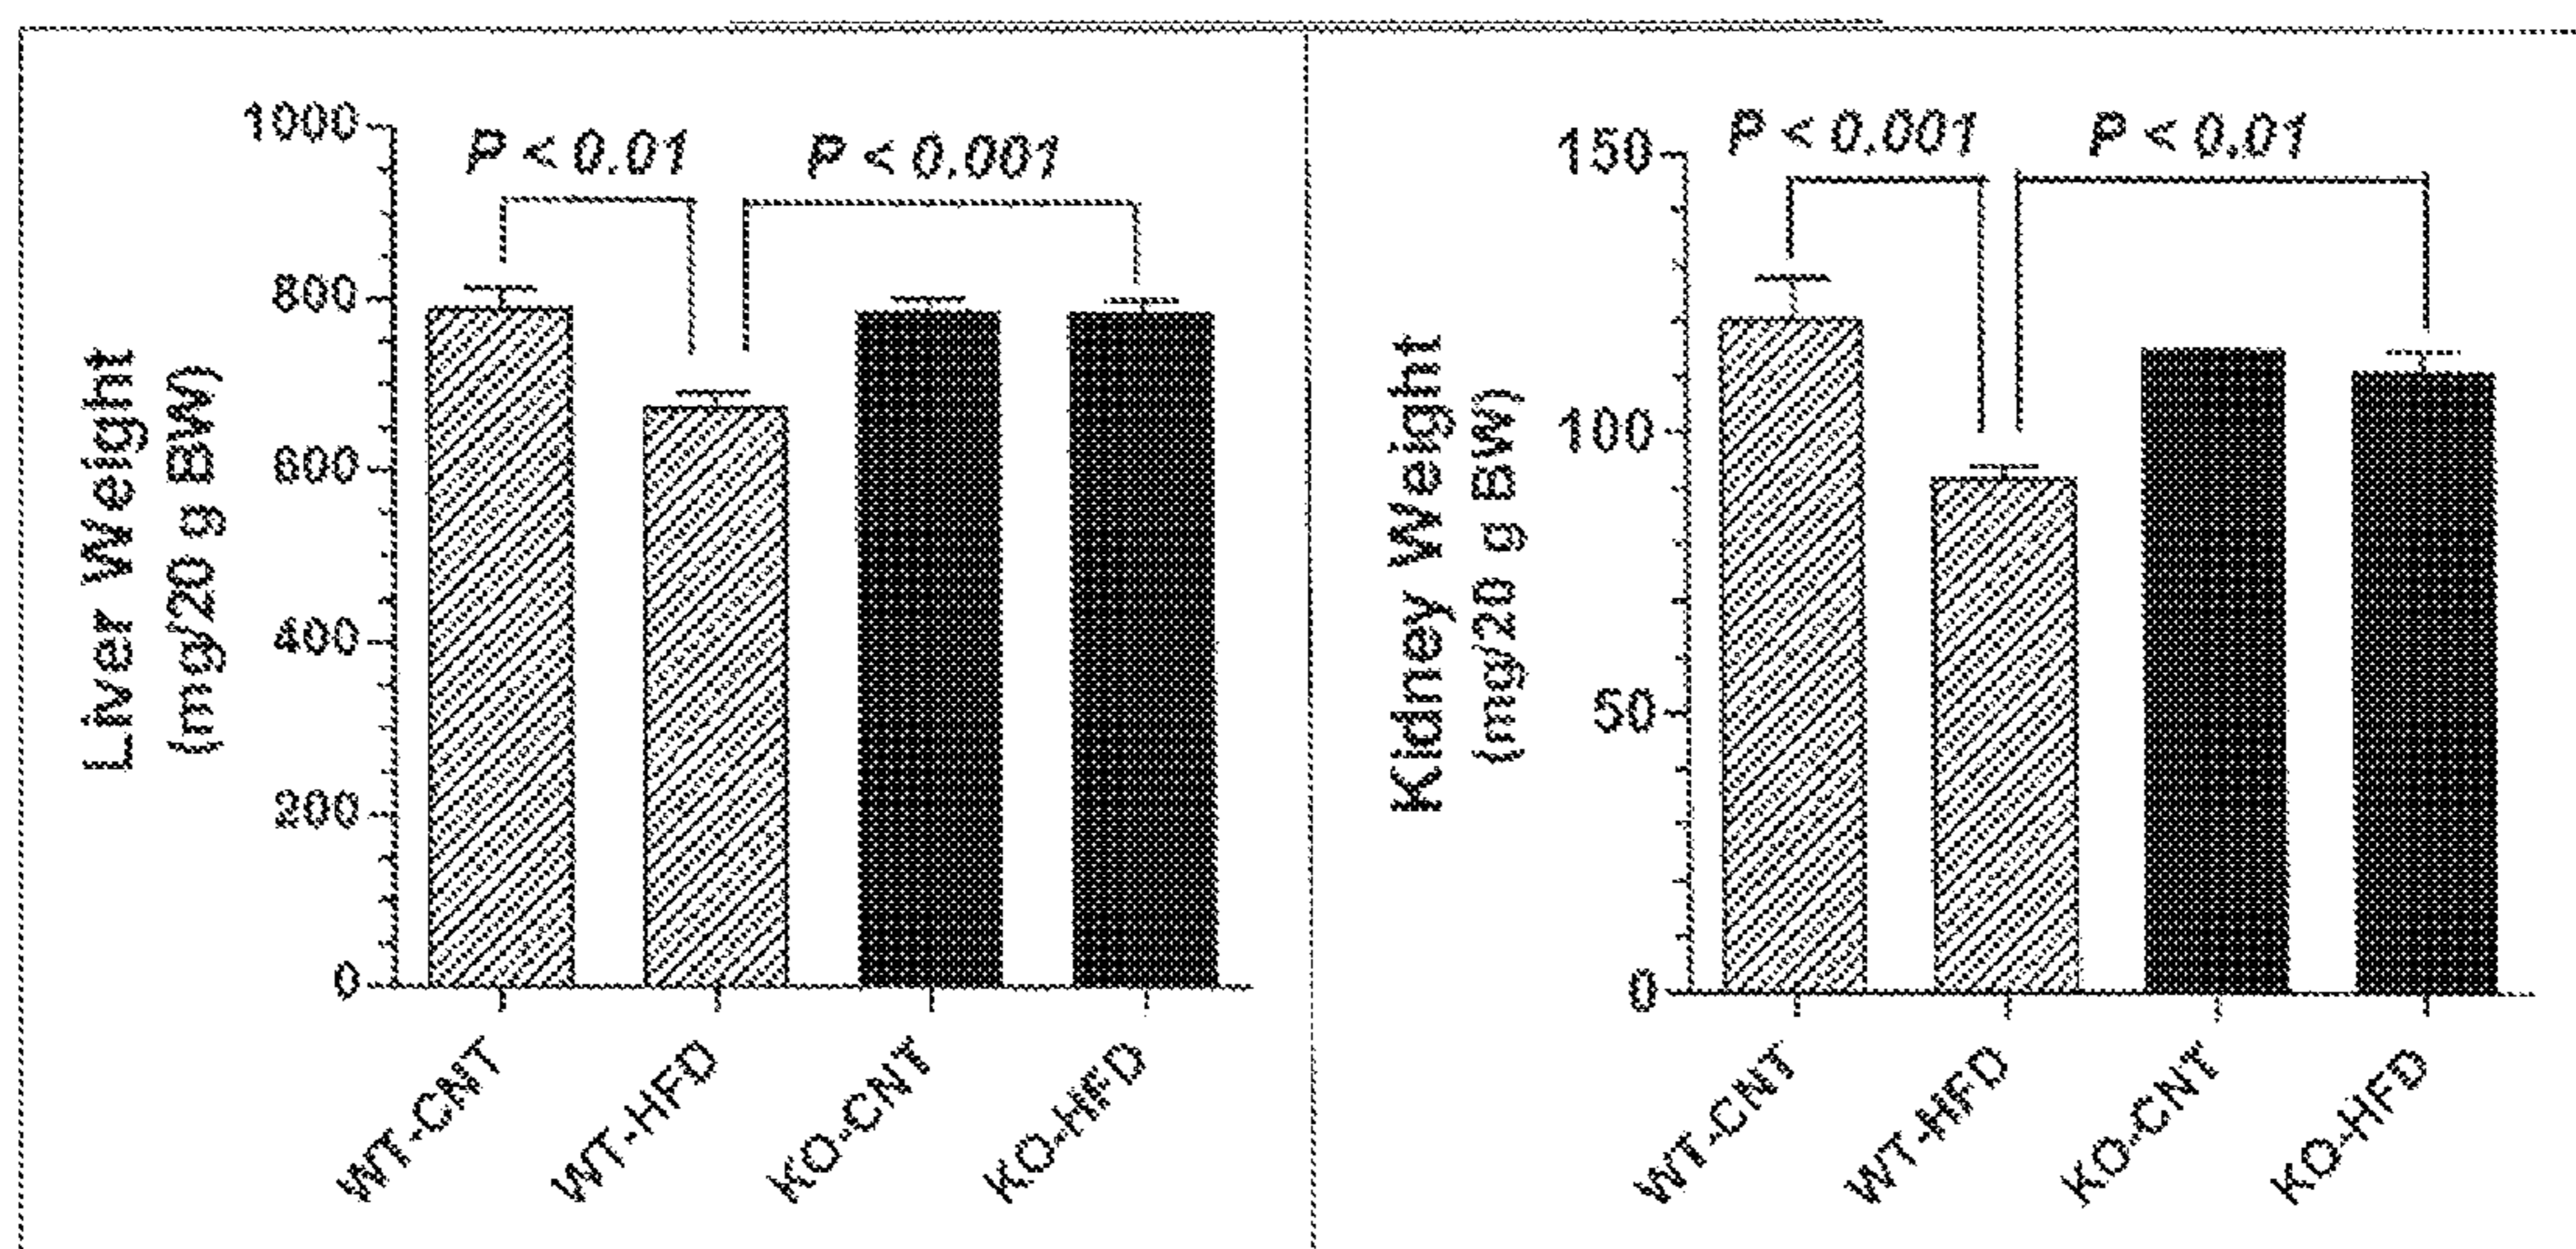 P < 0.01
P < 0.001
1000
800
600
400
200
0
Liver Weight
(mg/20 g BW)
WT-CNT
WT-HFD
KO-CNT
KO-HFD
P < 0.001
P < 0.01
150
100
50
0
Kidney Weight
(mg/20 g BW)
WT-CNT
WT-HFD
KO-CNT
KO-HFD